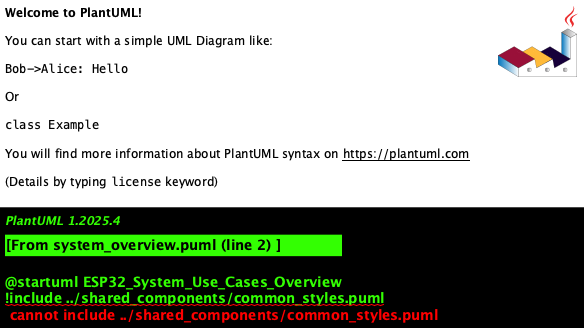 Welcome to PlantUML!
You can start with a simple UML Diagram like:
Bob->Alice: Hello
Or
class Example
You will find more information about PlantUML syntax on https://plantuml.com
(Details by typing license keyword)
PlantUML 1.2025.4
[From system_overview.puml (line 2) ]
@startuml ESP32_System_Use_Cases_Overview
!include ../shared_components/common_styles.puml
cannot include ../shared_components/common_styles.puml